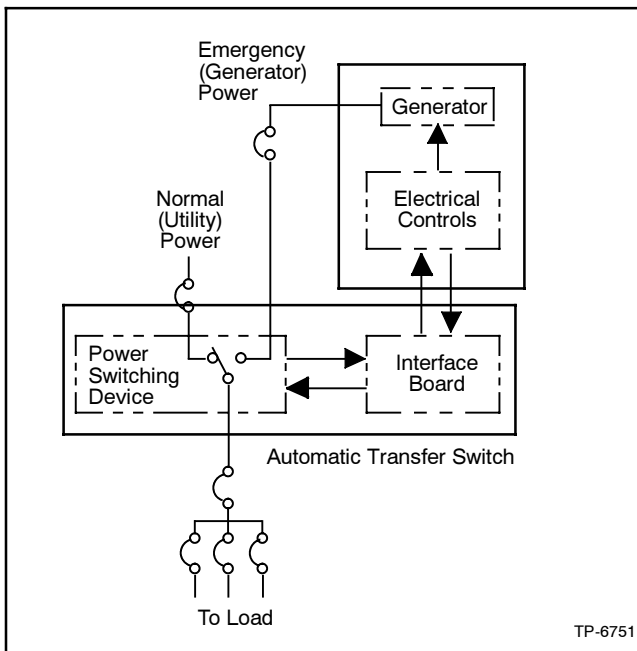 Emergency
(Generator)
Power
Generator
Electrical
Controls
Normal
(Utility)
Power
Power
Switching
Device
Interface
Board
Automatic Transfer Switch
To Load
TP-6751